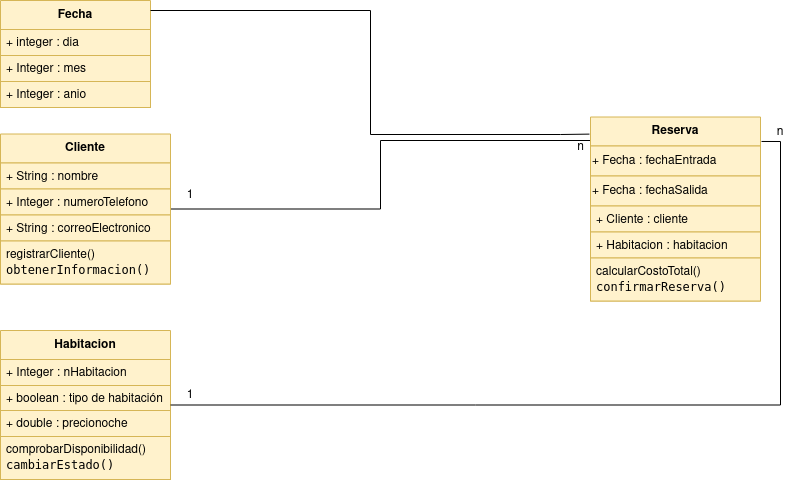 Fecha
+ integer : dia
+ Integer : mes
+ Integer : anio
Cliente
+ String : nombre
+ Integer : numeroTelefono
+ String : correoElectronico
registrarCliente()
obtenerInformacion()
1
Habitacion
+ Integer : nHabitacion
+ boolean : tipo de habitación
+ double : precionoche
comprobarDisponibilidad()
cambiarEstado()
1
n
Reserva
+ Fecha : fechaEntrada
+ Fecha : fechaSalida
+ Cliente : cliente
+ Habitacion : habitacion
calcularCostoTotal()
confirmarReserva()
n